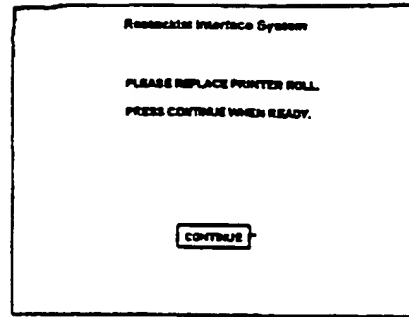 Interface System
PLEASE REPLACE PRINTER ROLL.
PRESS CONTINUE WHEN READY.
CONTINUE